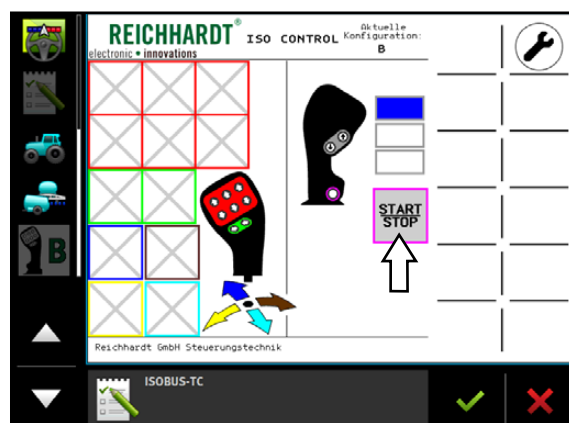 REICHHARDT®
electronic • innovations
ISO CONTROL
Aktuelle
Konfiguration:
B
START
STOP
B
Reichhardt GmbH Steuerungstechnik
ISOBUS-TC